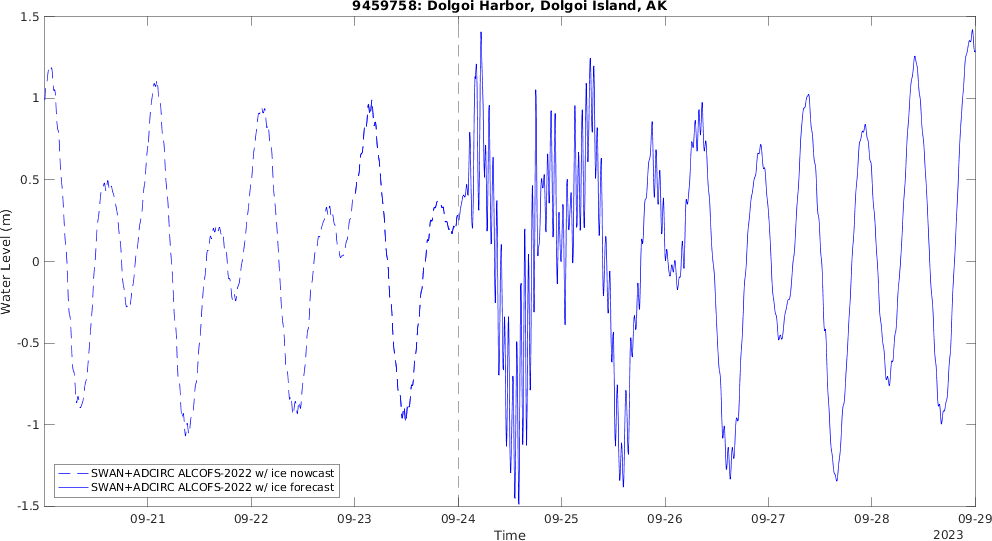 9459758: Dolgoi Harbor, Dolgoi Island, AK
1.5
1
0.5
0
-0.5
-1
-1.5
Water Level (m)
SWAN+ADCIRC ALCOFS-2022 w/ ice nowcast
SWAN+ADCIRC ALCOFS-2022 w/ ice forecast
09-21 09-22 09-23 09-24 09-25 09-26 09-27 09-28 09-29
Time
2023